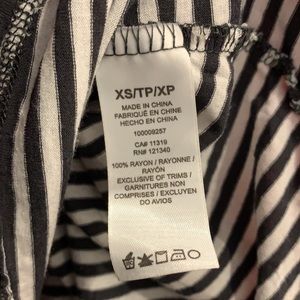 XS/TP/XP
MADE IN CHINA
FABRIQUÉ EN CHINE
HECHO EN CHINA
100009257
CA# 11319
RN# 121340
100% RAYON / RAYONNE /
RAYÓN
EXCLUSIVE OF TRIMS /
GARNITURES NON
COMPRISES / EXCLUYENDO
DO AVIOS